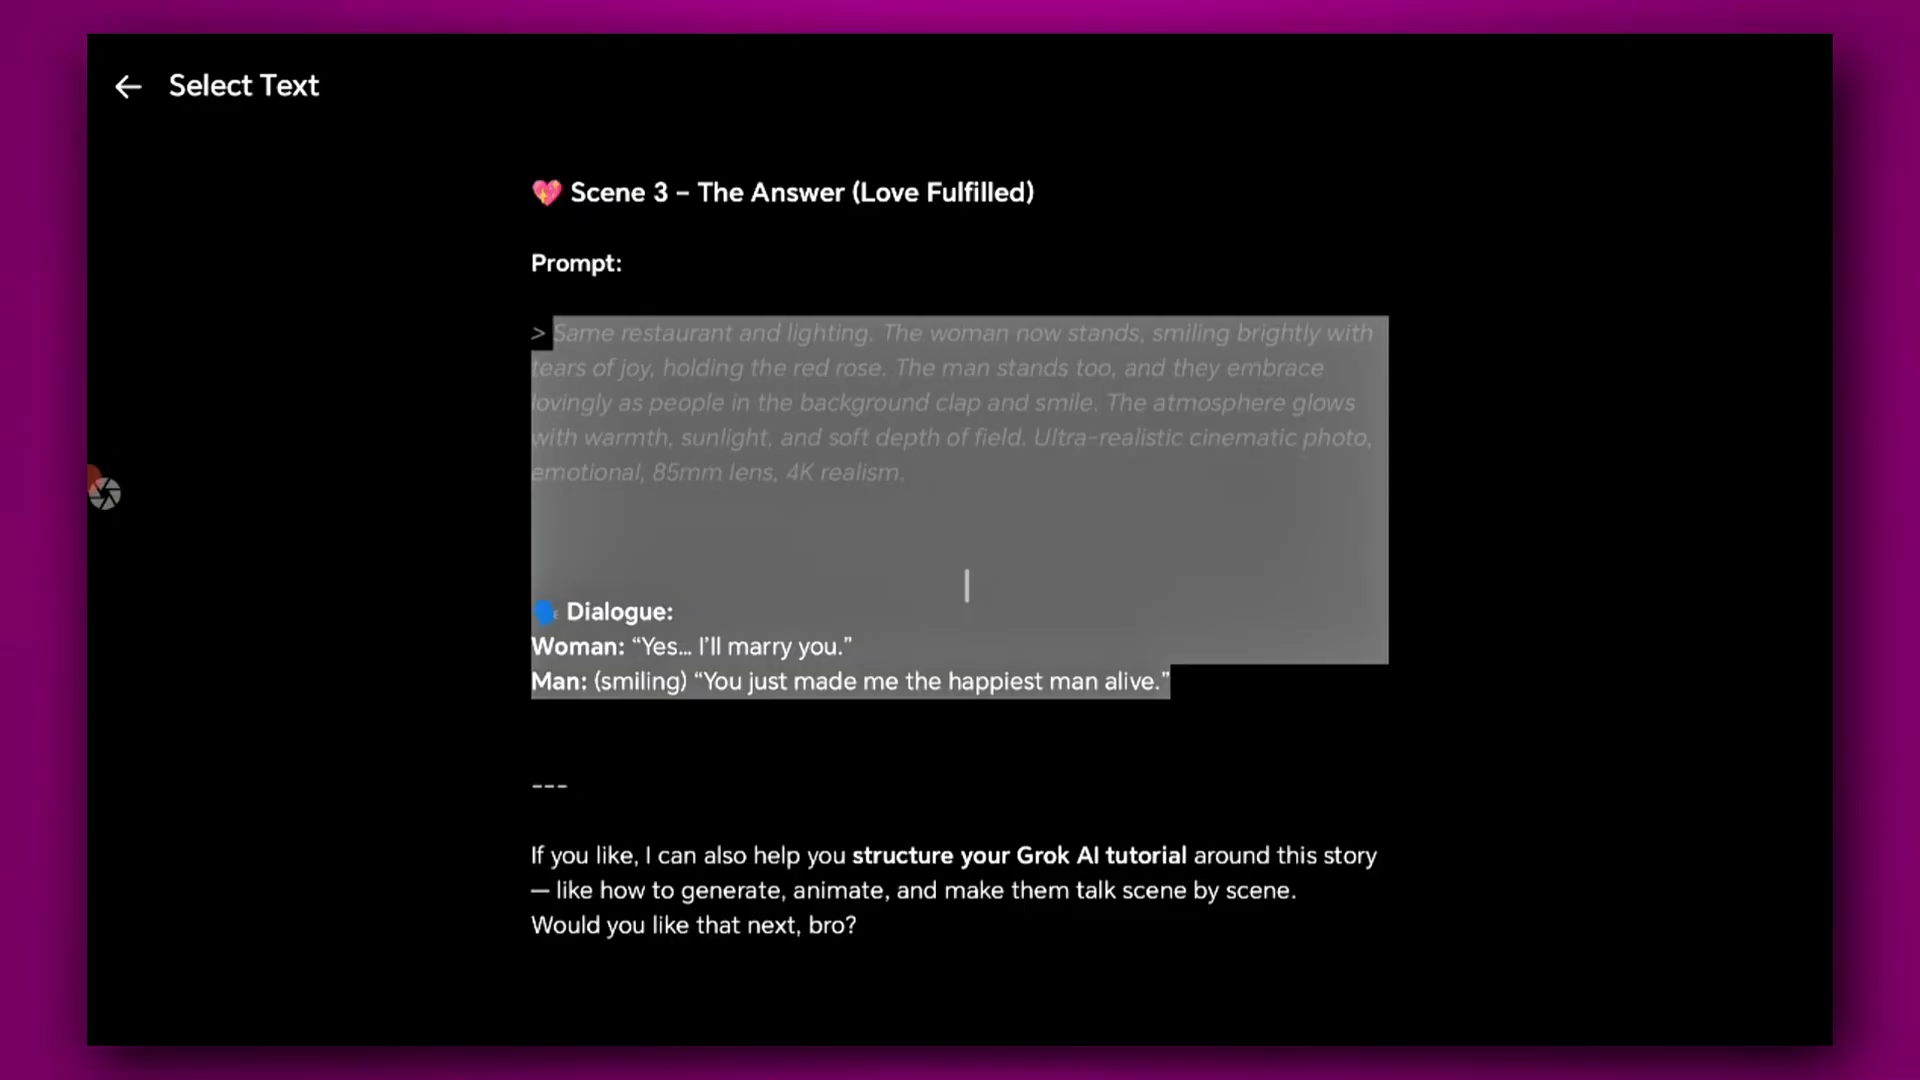 Select Text
💖 Scene 3 – The Answer (Love Fulfilled)
Prompt:
> Same restaurant and lighting. The woman now stands, smiling brightly with
tears of joy, holding the red rose. The man stands too, and they embrace
lovingly as people in the background clap and smile. The atmosphere glows
with warmth, sunlight, and soft depth of field. Ultra-realistic cinematic photo,
emotional, 85mm lens, 4K realism.
🗣️ Dialogue:
Woman: “Yes… I’ll marry you.”
Man: (smiling) “You just made me the happiest man alive.”
---
If you like, I can also help you structure your Grok AI tutorial around this story
— like how to generate, animate, and make them talk scene by scene.
Would you like that next, bro?